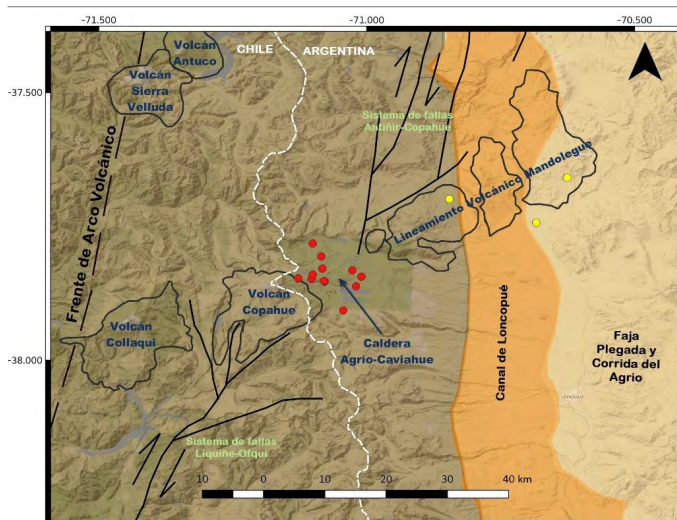 -71.500
-71.000
-70.500
-37.500
-38.000
Volcán
Antuco
CHILE
ARGENTINA
Volcán
Sierra
Velluda
Sistema de fallas
Antiñir-Copahue
Frente de Arco Volcánico
Lineamiento Volcánico Mandolegue
Volcán
Copahue
Volcán
Collaqui
Caldera
Agrio-Caviahue
Canal de Loncopué
Faja
Plegada y
Corrida del
Agrio
Sistema de fallas
Liquiñe-Ofqui
10 0 10 20 30 40 km